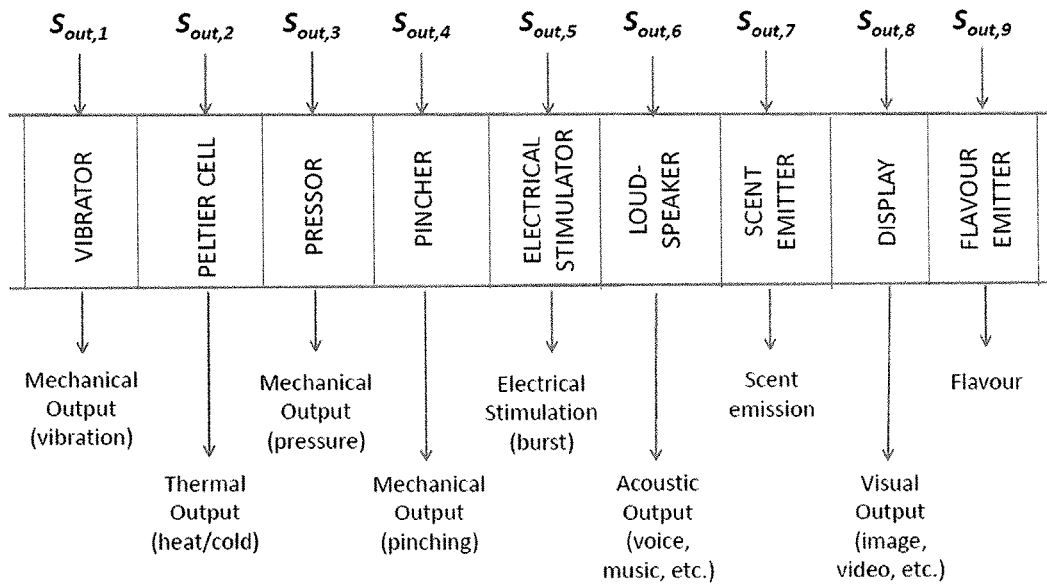 Sout,1 Sout,2 Sout,3 Sout,4 Sout,5 Sout,6 Sout,7 Sout,8 Sout,9
VIBRATOR
PELTIER CELL
PRESSOR
PINCHER
ELECTRICAL
STIMULATOR
LOUD-
SPEAKER
SCENT
EMITTER
DISPLAY
FLAVOUR
EMITTER
Mechanical
Output
(vibration)
Thermal
Output
(heat/cold)
Mechanical
Output
(pressure)
Mechanical
Output
(pinching)
Electrical
Stimulation
(burst)
Acoustic
Output
(voice,
music, etc.)
Scent
emission
Visual
Output
(image,
video, etc.)
Flavour